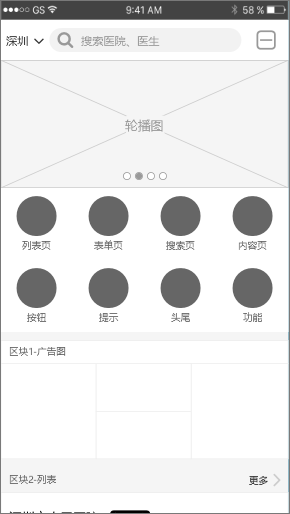 GS 9:41 AM 58 %
深圳 搜索医院、医生
轮播图
列表页 表单页 搜索页 内容页
按钮 提示 头尾 功能
区块1-广告图
区块2-列表 更多